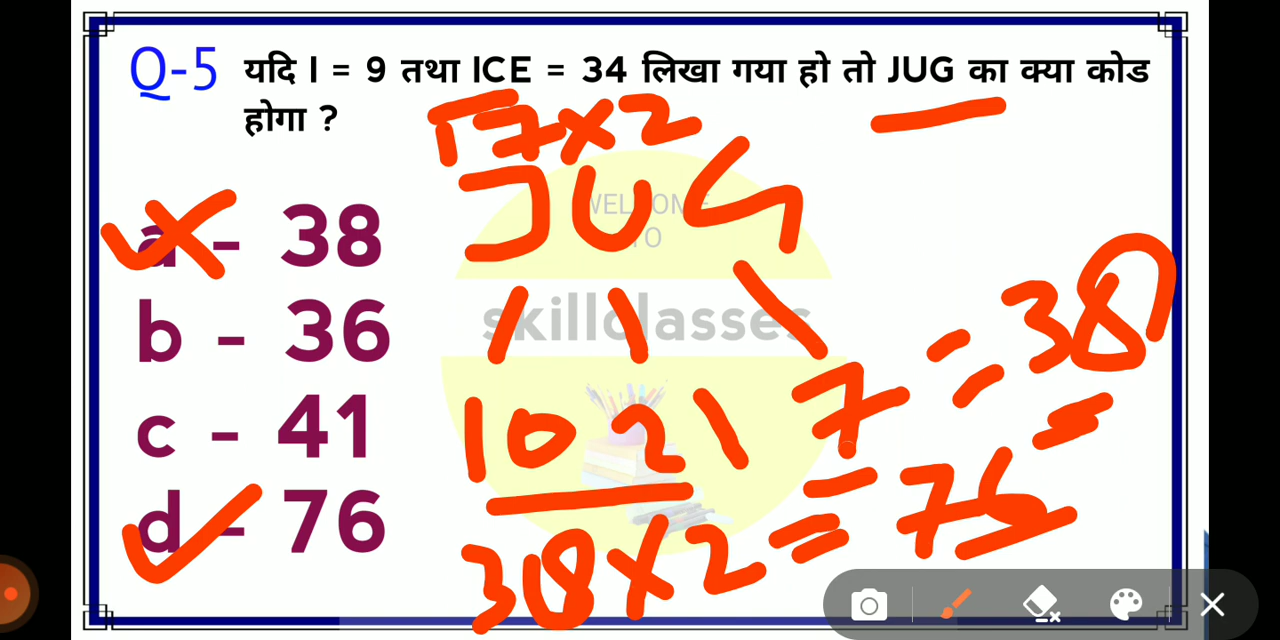 Q-5 यदि I = 9 तथा ICE = 34 लिखा गया हो तो JUG का क्या कोड
होगा ?
17x2
JUG
WELCOME
TO
a - 38
skillclasses
b - 36
7 = 38
c - 41
10 21
= 76
d - 76
38x2